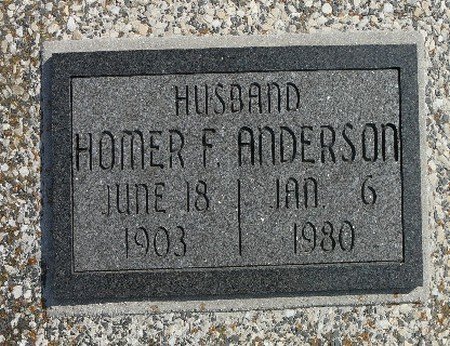 HUSBAND
HOMER F. ANDERSON
JUNE 18 JAN. 6
1903 1980